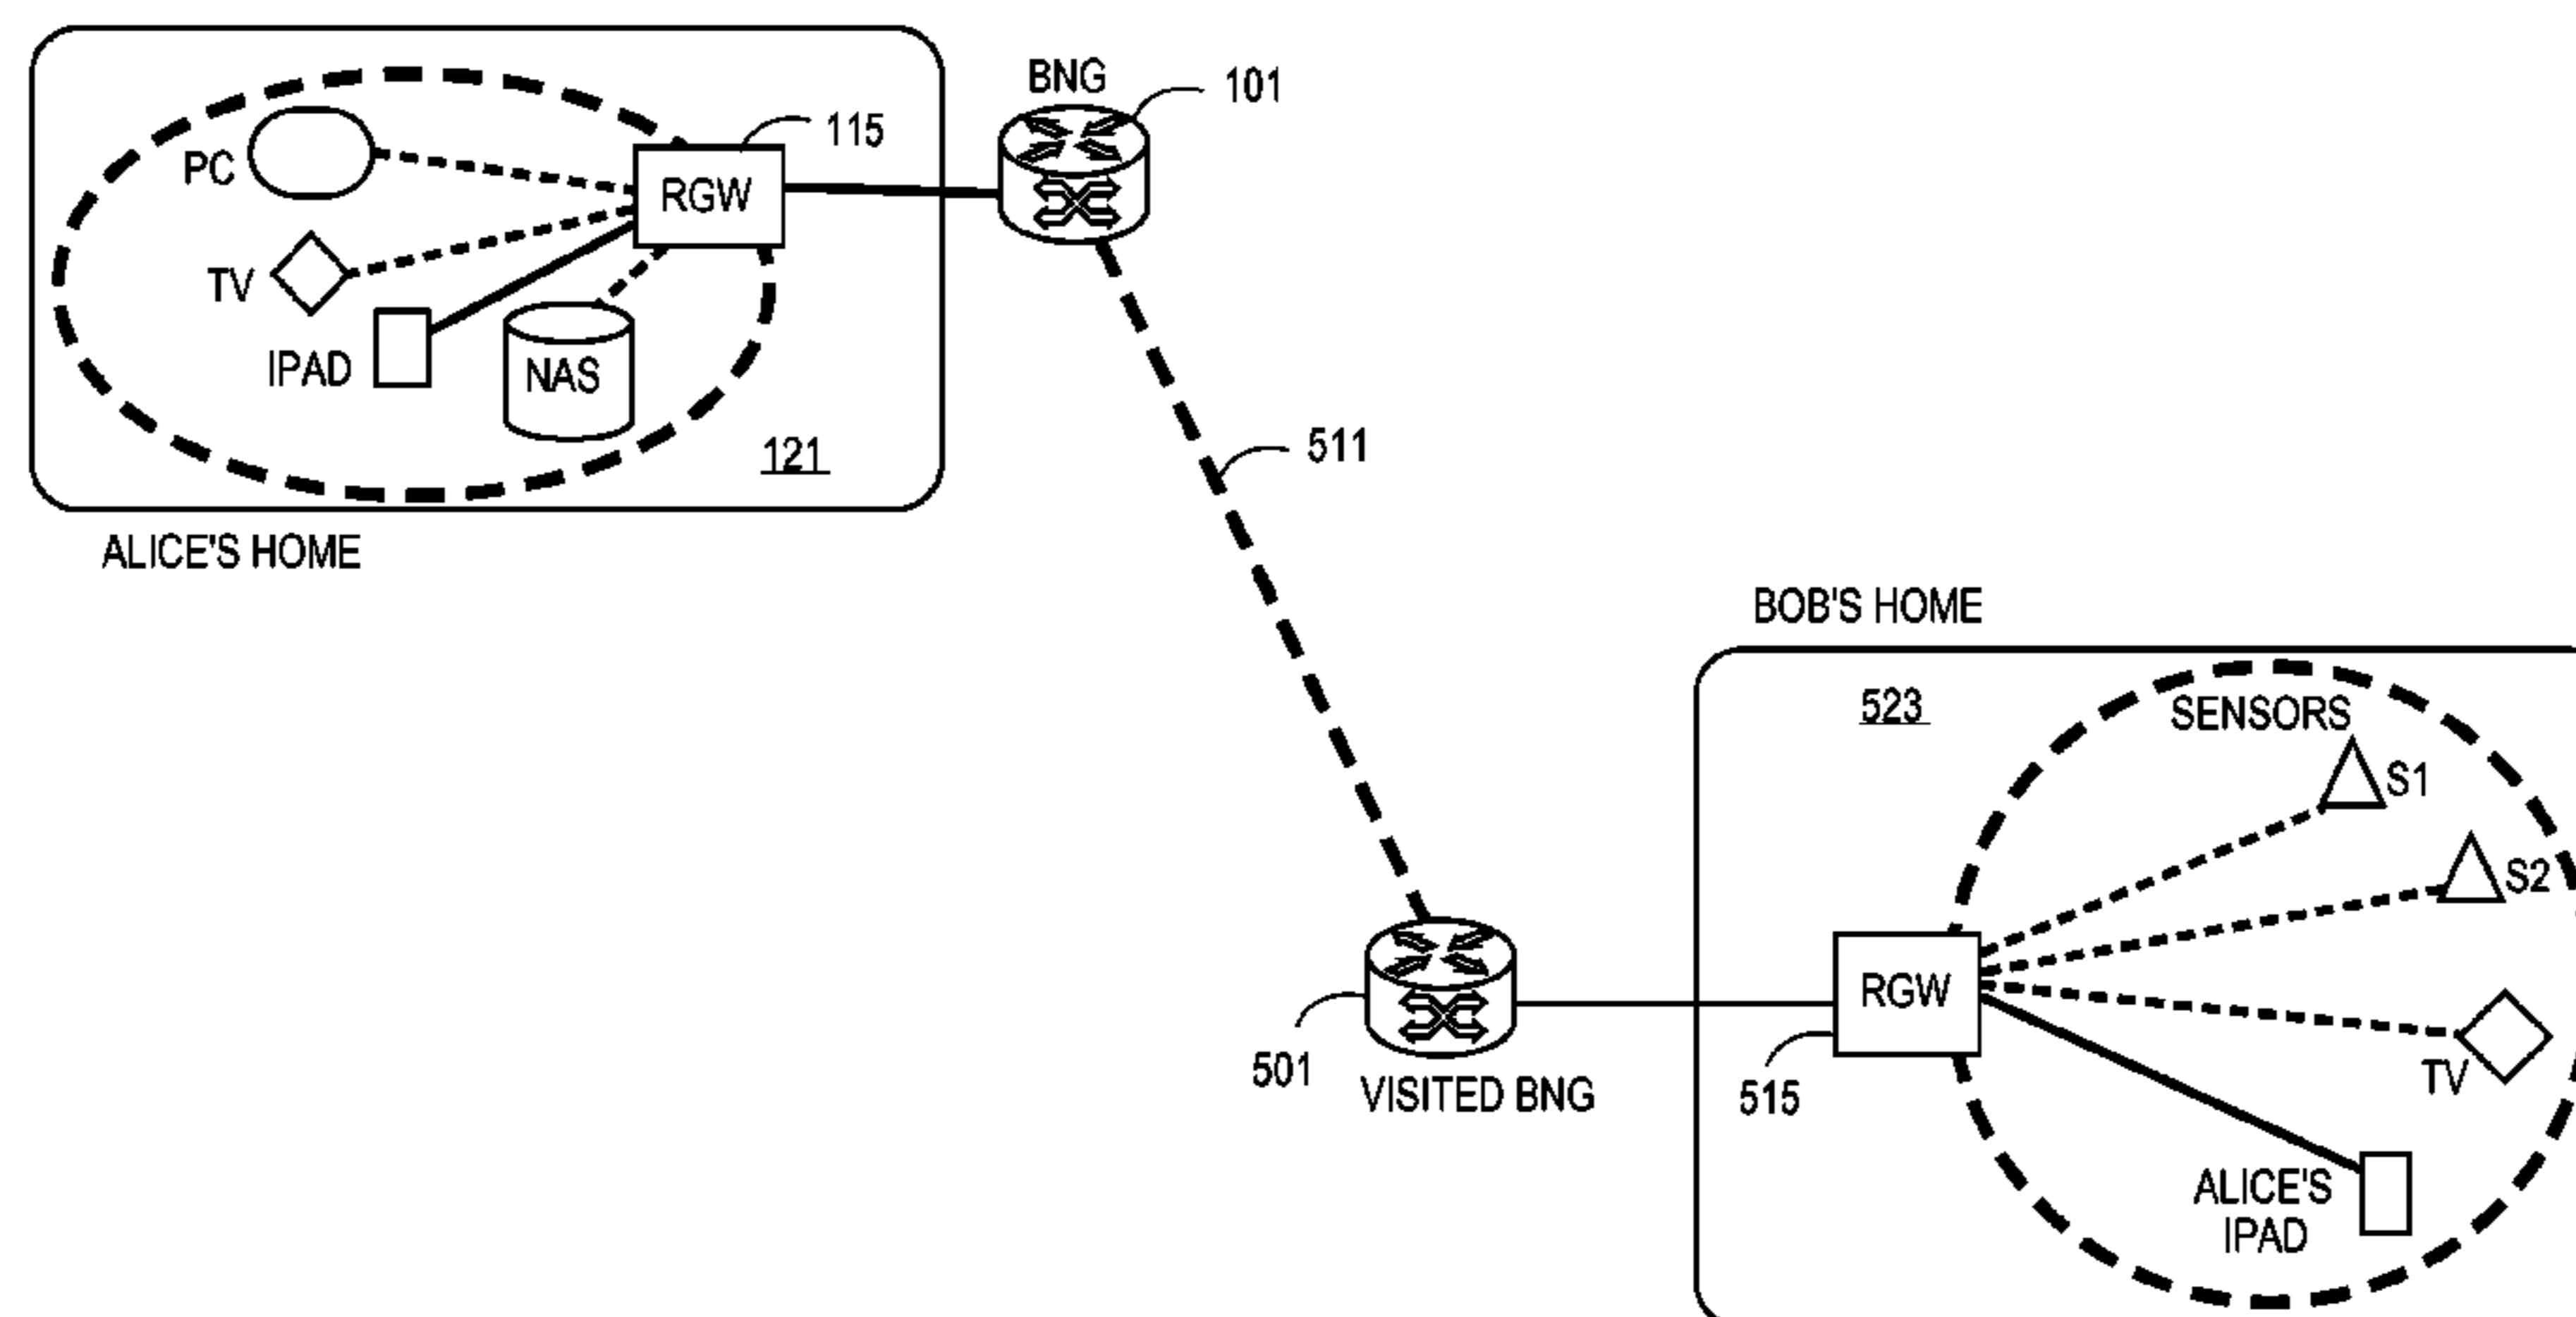 BNG
101
115
PC
RGW
TV
IPAD
NAS
121
511
ALICE'S HOME
BOB'S HOME
523
SENSORS
S1
S2
RGW
501
VISITED BNG
515
TV
ALICE'S
IPAD